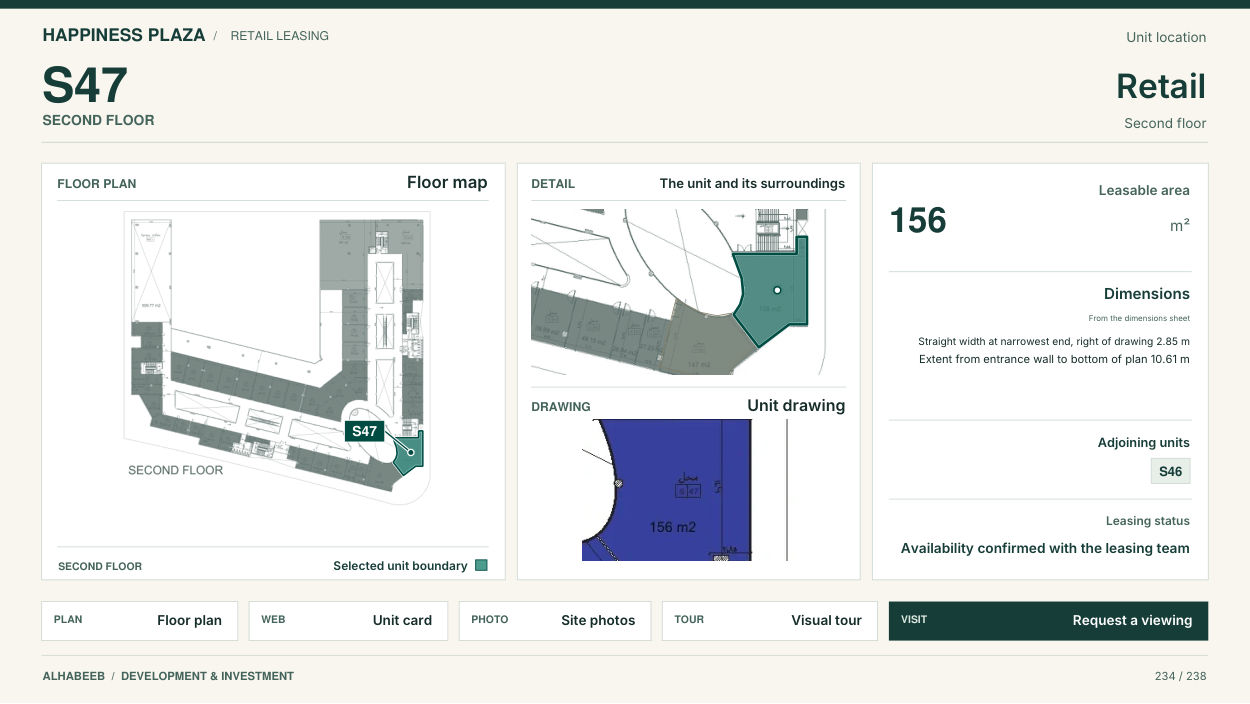 HAPPINESS PLAZA / RETAIL LEASING
Unit location
S47
Retail
SECOND FLOOR
Second floor
FLOOR PLAN
Floor map
S47
SECOND FLOOR
SECOND FLOOR
Selected unit boundary
DETAIL
The unit and its surroundings
147 m2
DRAWING
Unit drawing
محل
S 47
156 m2
Leasable area
156
m²
Dimensions
From the dimensions sheet
Straight width at narrowest end, right of drawing 2.85 m
Extent from entrance wall to bottom of plan 10.61 m
Adjoining units
S46
Leasing status
Availability confirmed with the leasing team
PLAN
Floor plan
WEB
Unit card
PHOTO
Site photos
TOUR
Visual tour
VISIT
Request a viewing
ALHABEEB / DEVELOPMENT & INVESTMENT
234 / 238